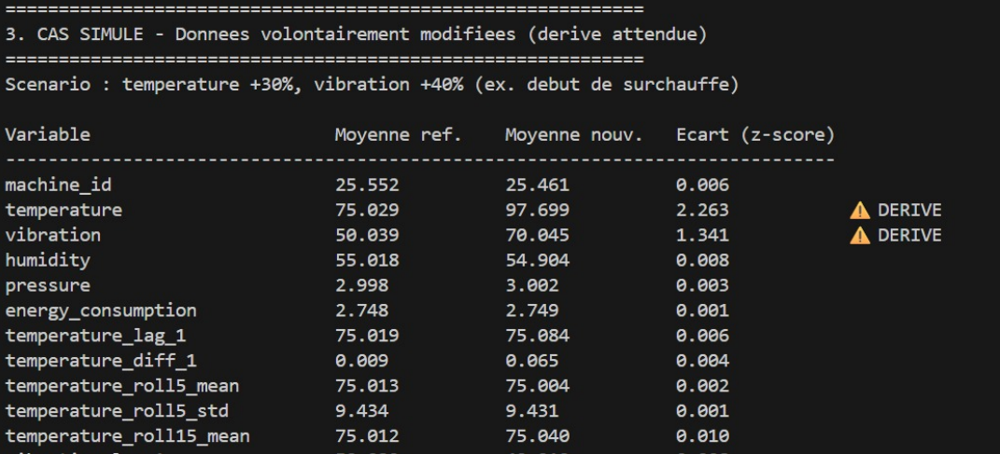 ============================================================
3. CAS SIMULE - Donnees volontairement modifiees (derive attendue)
============================================================
Scenario : temperature +30%, vibration +40% (ex. debut de surchauffe)
Variable Moyenne ref. Moyenne nouv. Ecart (z-score)
------------------------------------------------------------------------------
machine_id 25.552 25.461 0.006
temperature 75.029 97.699 2.263 ⚠ DERIVE
vibration 50.039 70.045 1.341 ⚠ DERIVE
humidity 55.018 54.904 0.008
pressure 2.998 3.002 0.003
energy_consumption 2.748 2.749 0.001
temperature_lag_1 75.019 75.084 0.006
temperature_diff_1 0.009 0.065 0.004
temperature_roll5_mean 75.013 75.004 0.002
temperature_roll5_std 9.434 9.431 0.001
temperature_roll15_mean 75.012 75.040 0.010